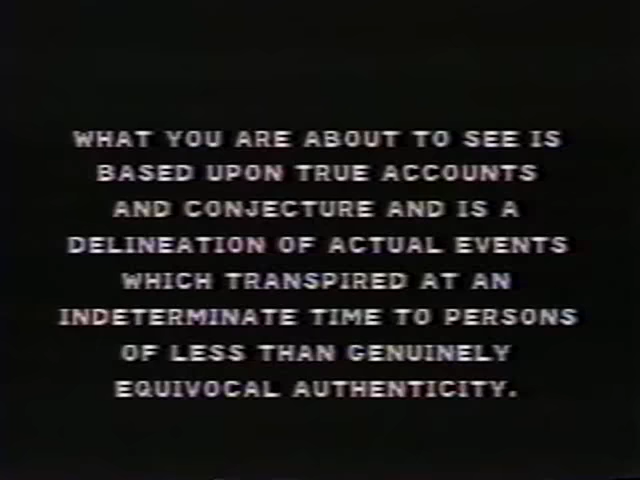 WHAT YOU ARE ABOUT TO SEE IS
BASED UPON TRUE ACCOUNTS
AND CONJECTURE AND IS A
DELINEATION OF ACTUAL EVENTS
WHICH TRANSPIRED AT AN
INDETERMINATE TIME TO PERSONS
OF LESS THAN GENUINELY
EQUIVOCAL AUTHENTICITY.